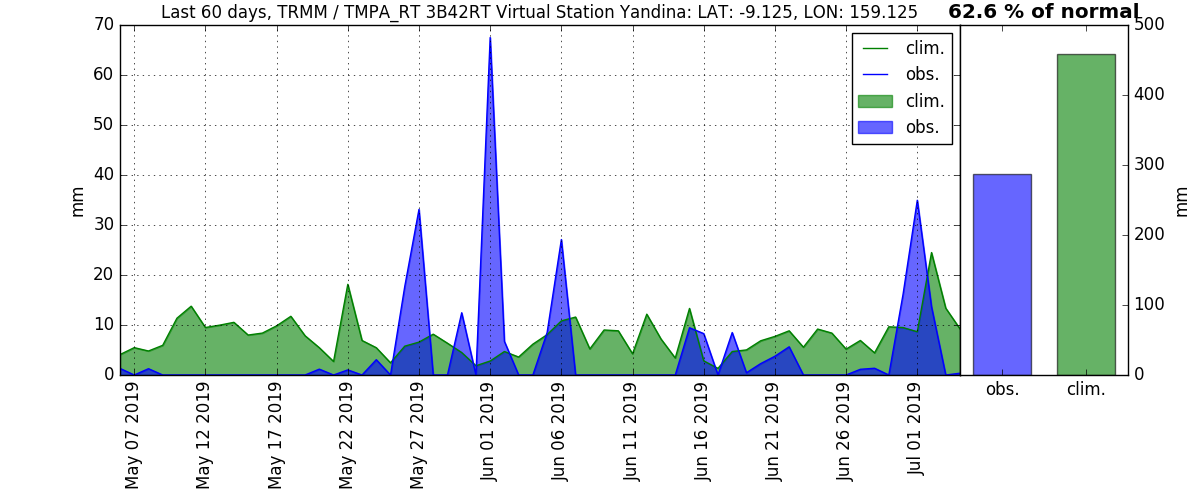 Last 60 days, TRMM / TMPA_RT 3B42RT Virtual Station Yandina: LAT: -9.125, LON: 159.125
62.6 % of normal
70
60
50
40
30
20
10
0
mm
clim.
obs.
clim.
obs.
500
400
300
200
100
0
mm
obs.
clim.
May 07 2019
May 12 2019
May 17 2019
May 22 2019
May 27 2019
Jun 01 2019
Jun 06 2019
Jun 11 2019
Jun 16 2019
Jun 21 2019
Jun 26 2019
Jul 01 2019